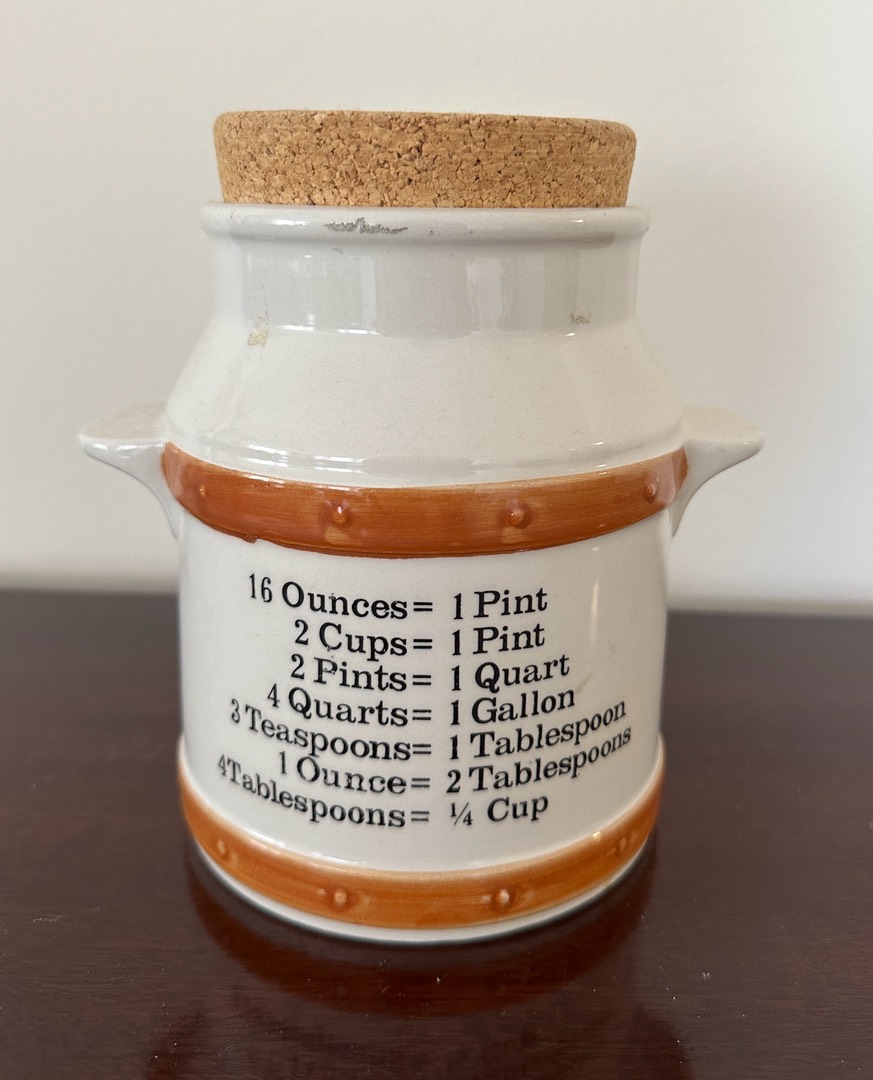 16 Ounces= 1 Pint
2 Cups= 1 Pint
2 Pints= 1 Quart
4 Quarts= 1 Gallon
3 Teaspoons= 1 Tablespoon
1 Ounce= 2 Tablespoons
4Tablespoons= ¼ Cup